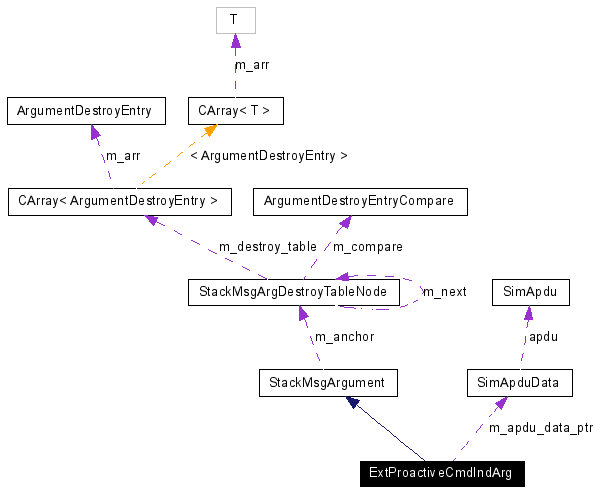 T
m_arr
ArgumentDestroyEntry
CArray< T >
m_arr
< ArgumentDestroyEntry >
CArray< ArgumentDestroyEntry >
ArgumentDestroyEntryCompare
m_destroy_table
m_compare
StackMsgArgDestroyTableNode
m_next
SimApdu
m_anchor
apdu
StackMsgArgument
SimApduData
m_apdu_data_ptr
ExtProactiveCmdIndArg